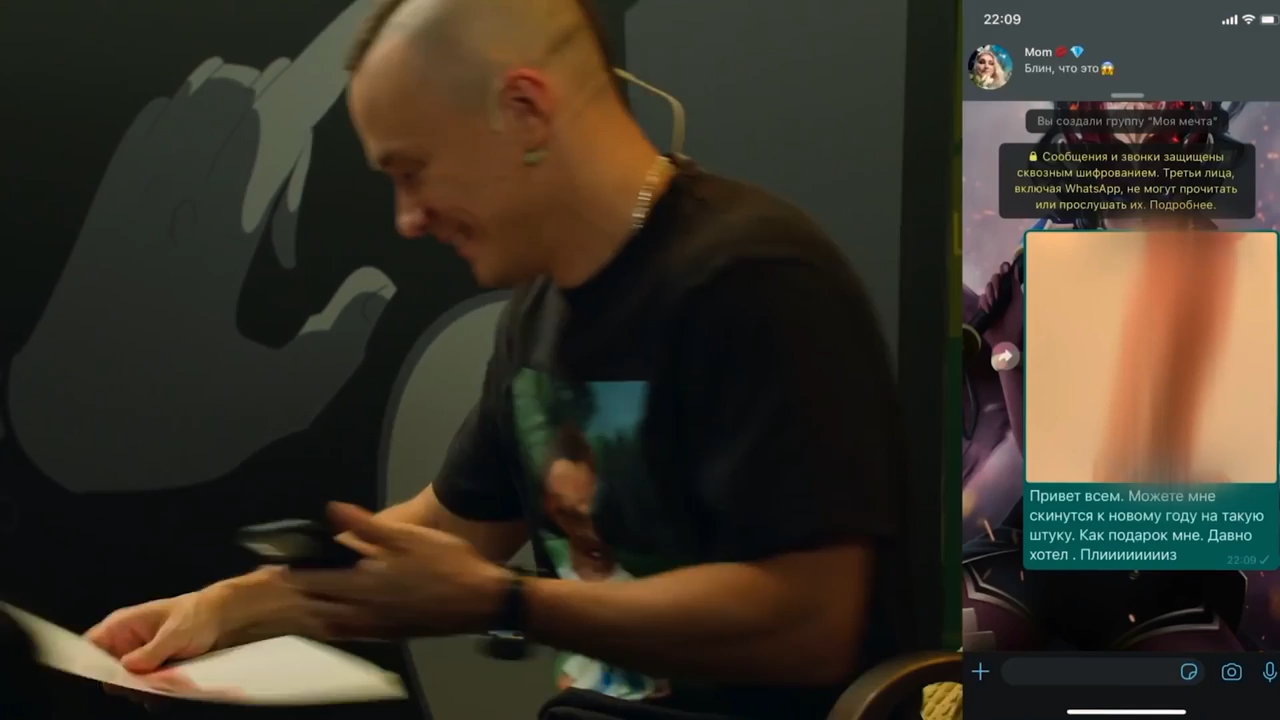 22:09
Mom 💋 💎
Блин, что это😱
Вы создали группу "Моя мечта"
🔒 Сообщения и звонки защищены
сквозным шифрованием. Третьи лица,
включая WhatsApp, не могут прочитать
или прослушать их. Подробнее.
Привет всем. Можете мне
скинутся к новому году на такую
штуку. Как подарок мне. Давно
хотел . Плиииииииз
22:09 ✓